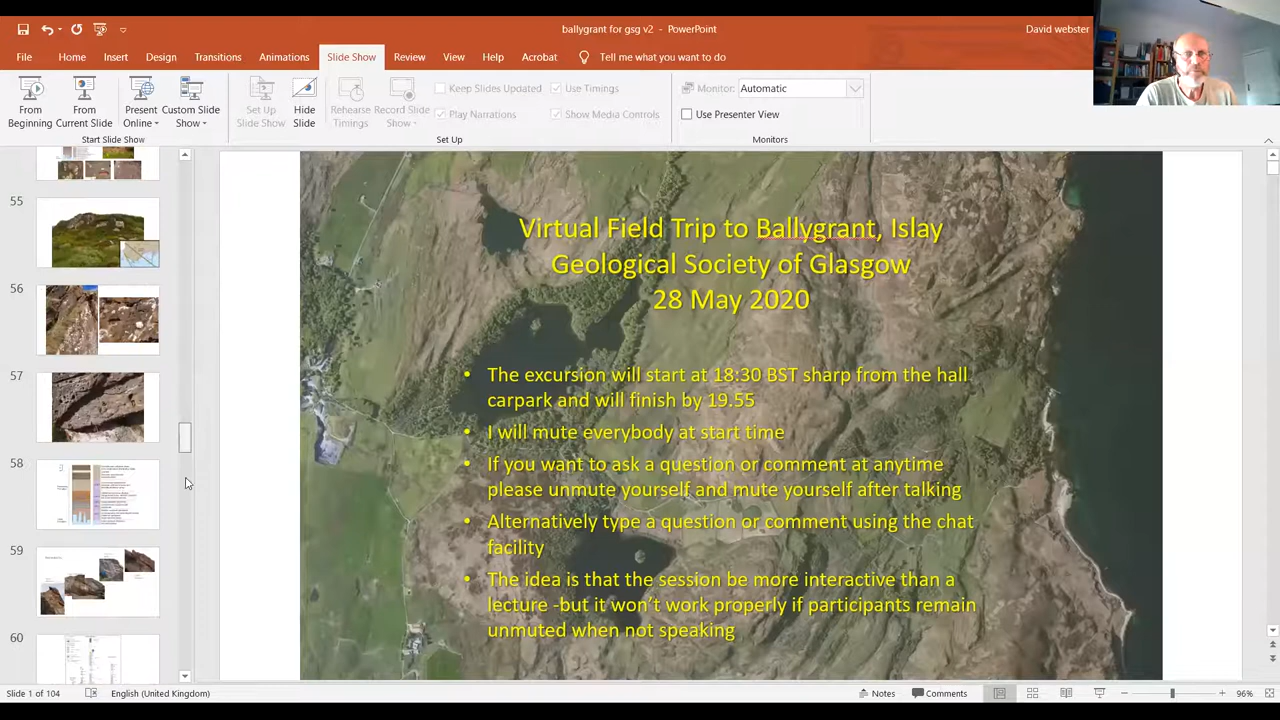 ballygrant for gsg v2 - PowerPoint
David webster
File Home Insert Design Transitions Animations Slide Show Review View Help Acrobat Tell me what you want to do
From Beginning
From Current Slide
Present Online
Custom Slide Show
Set Up Slide Show
Hide Slide
Rehearse Timings
Record Slide Show
Keep Slides Updated
Play Narrations
Use Timings
Show Media Controls
Monitor: Automatic
Use Presenter View
Start Slide Show
Set Up
Monitors
55
56
57
58
59
60
Virtual Field Trip to Ballygrant, Islay
Geological Society of Glasgow
28 May 2020
• The excursion will start at 18:30 BST sharp from the hall
carpark and will finish by 19.55
• I will mute everybody at start time
• If you want to ask a question or comment at anytime
please unmute yourself and mute yourself after talking
• Alternatively type a question or comment using the chat
facility
• The idea is that the session be more interactive than a
lecture -but it won't work properly if participants remain
unmuted when not speaking
Slide 1 of 104 English (United Kingdom) Notes Comments 96%